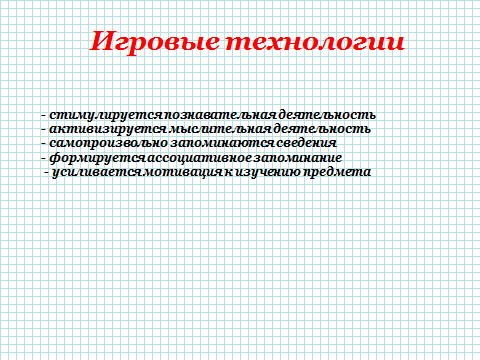 Игровые технологии
- стимулируется познавательная деятельность
- активизируется мыслительная деятельность
- самопроизвольно запоминаются сведения
- формируется ассоциативное запоминание
- усиливается мотивация к изучению предмета